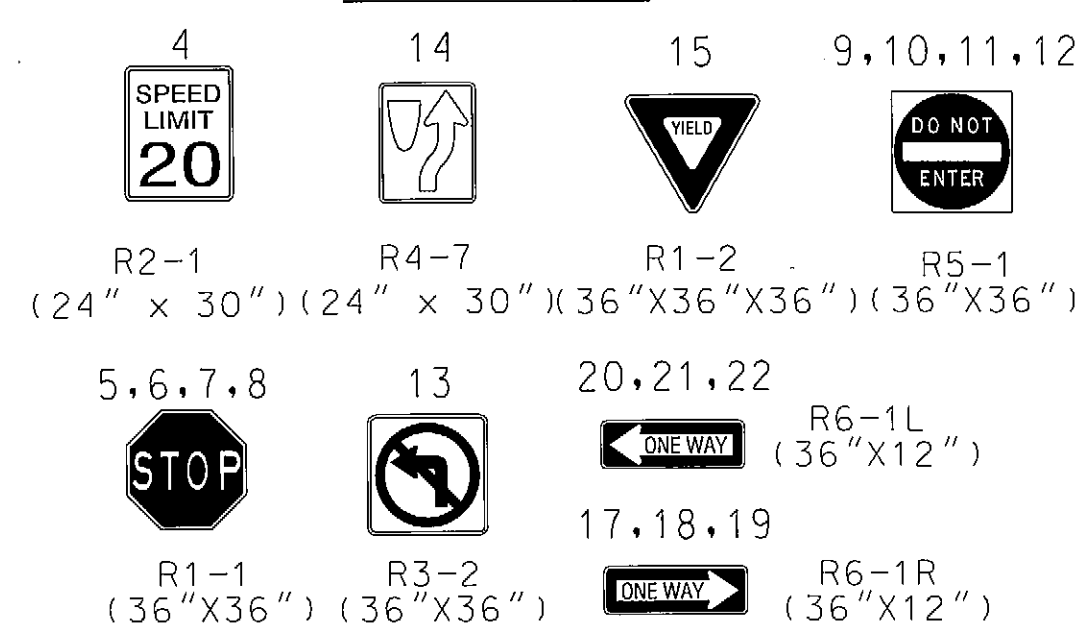 4
SPEED
LIMIT
20
R2-1
(24" x 30")
14
R4-7
(24" x 30")
15
YIELD
R1-2
(36"X36"X36")
9,10,11,12
DO NOT
ENTER
R5-1
(36"X36")
5,6,7,8
STOP
R1-1
(36"X36")
13
R3-2
(36"X36")
20,21,22
ONE WAY
R6-1L
(36"X12")
17,18,19
ONE WAY
R6-1R
(36"X12")